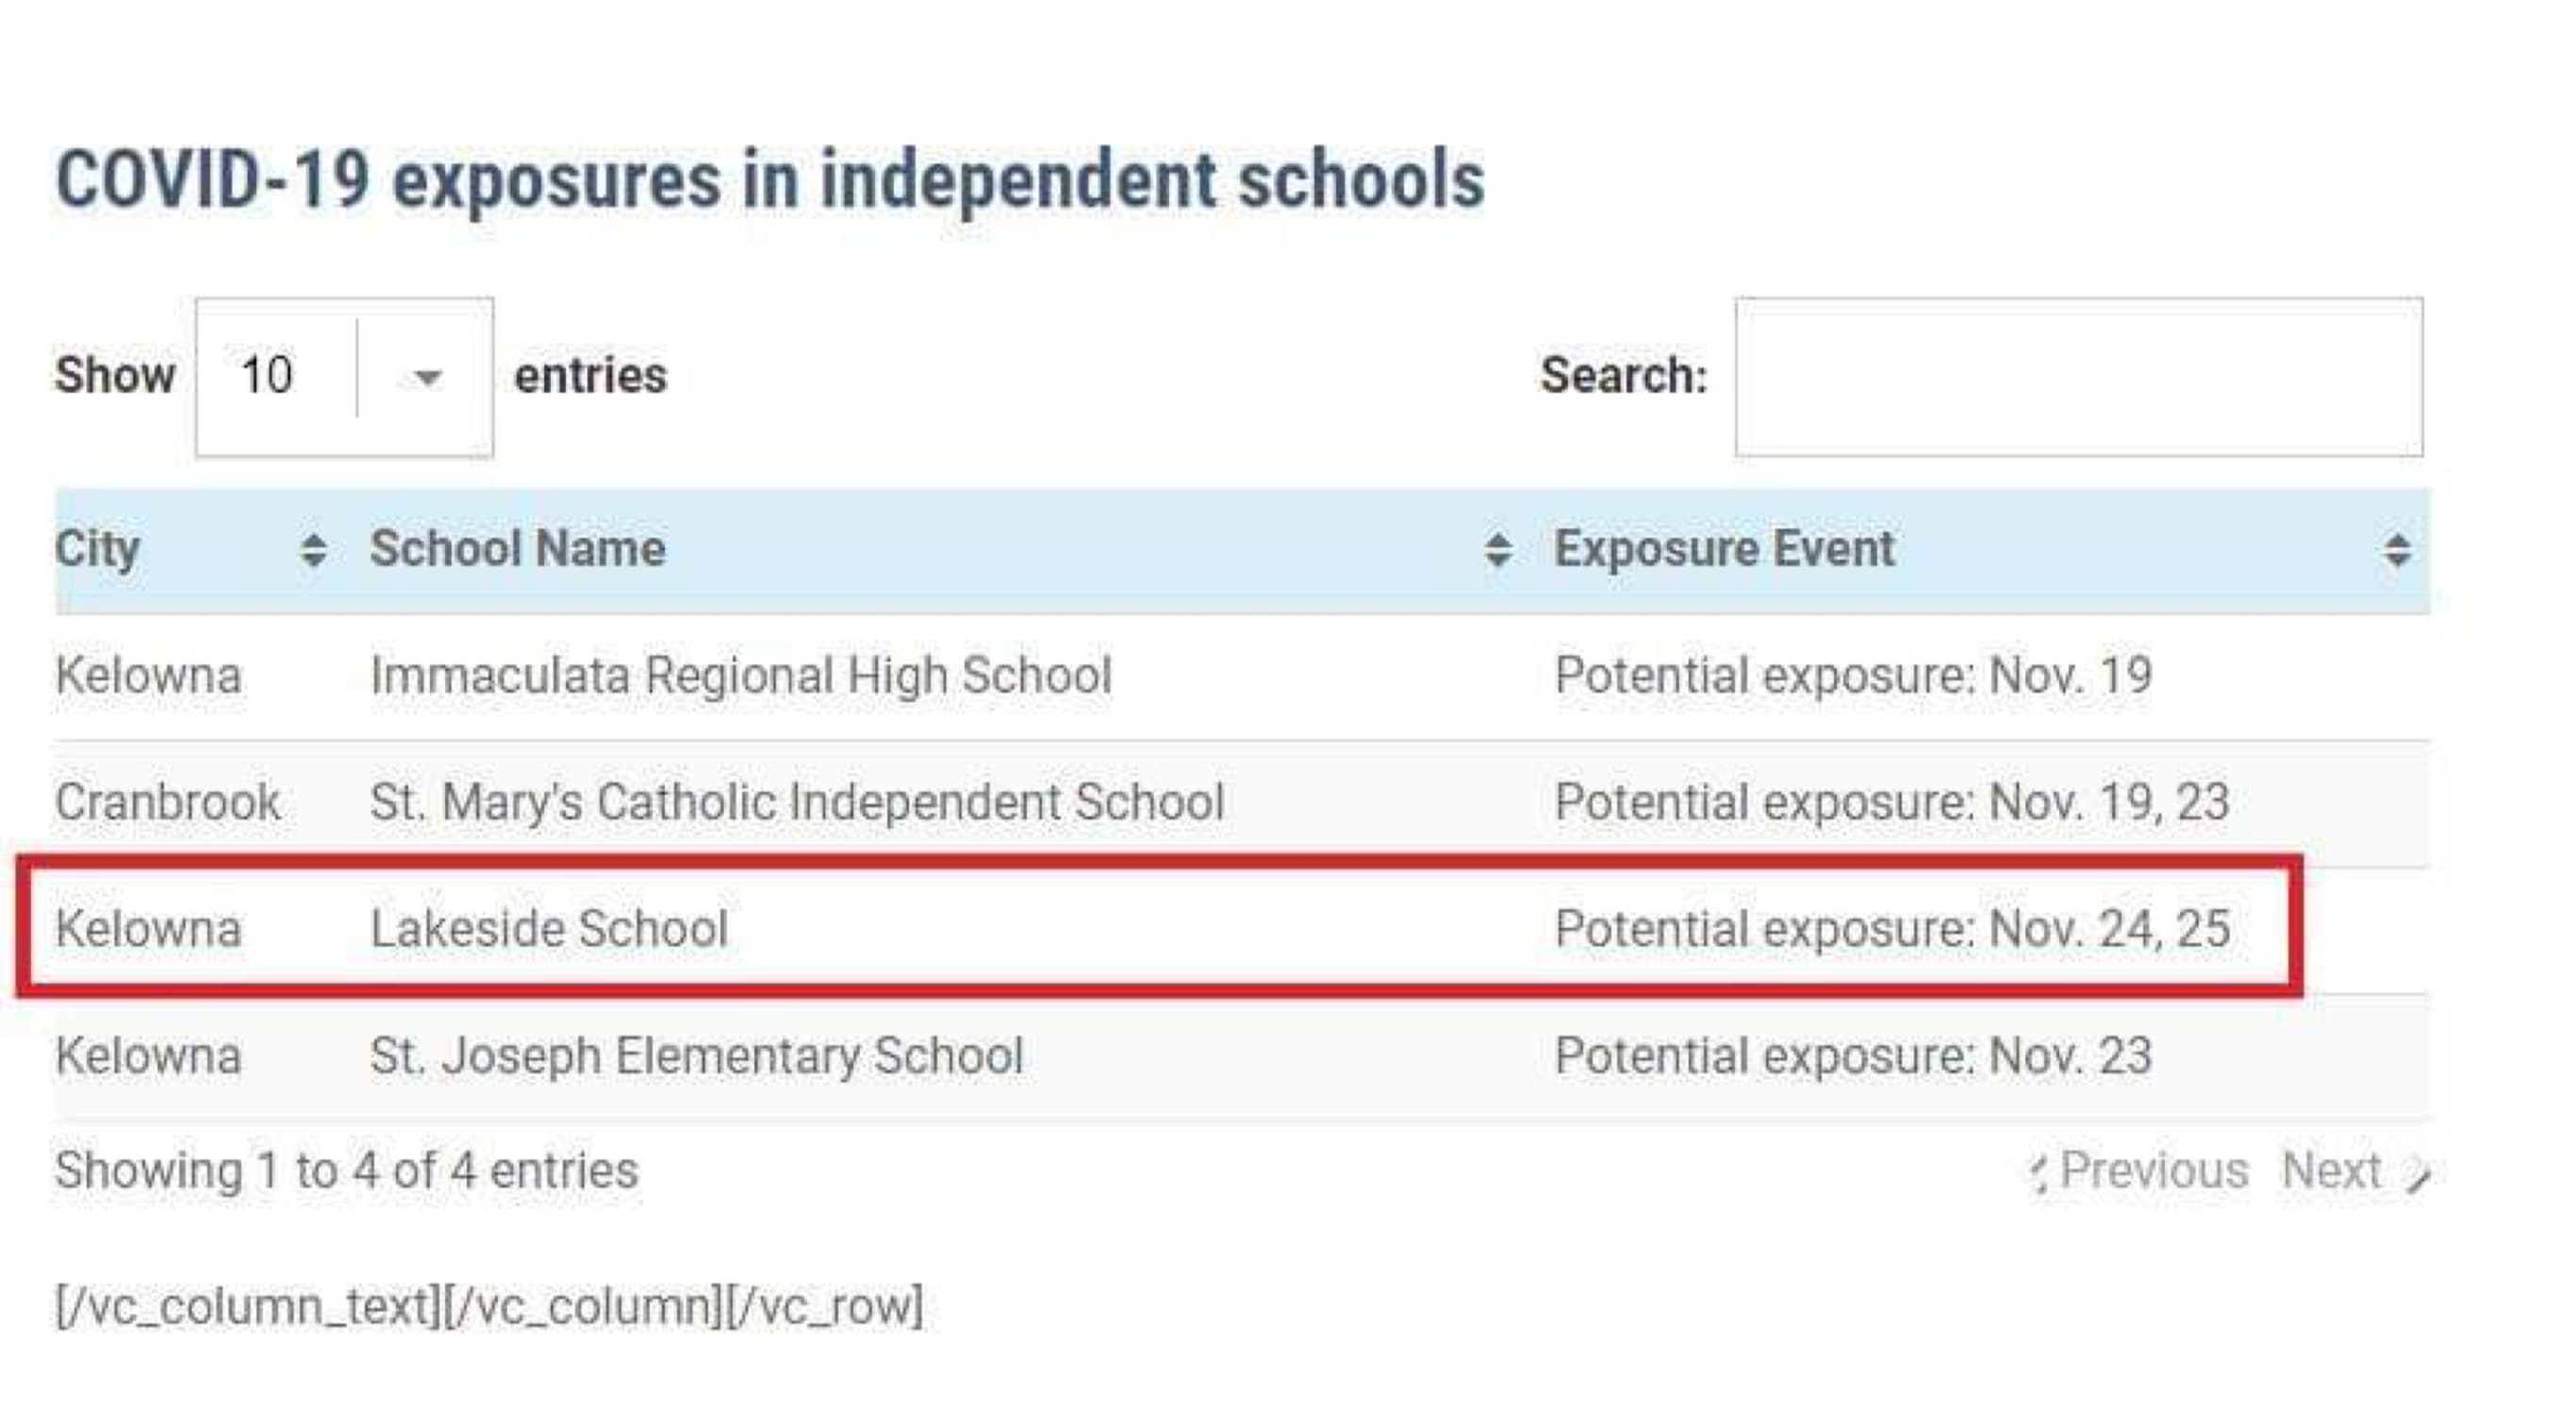 COVID-19 exposures in independent schools
Show 10 entries Search:
City School Name Exposure Event
Kelowna Immaculata Regional High School Potential exposure: Nov. 19
Cranbrook St. Mary's Catholic Independent School Potential exposure: Nov. 19, 23
Kelowna Lakeside School Potential exposure: Nov. 24, 25
Kelowna St. Joseph Elementary School Potential exposure: Nov. 23
Showing 1 to 4 of 4 entries Previous Next
[/vc_column_text][/vc_column][/vc_row]